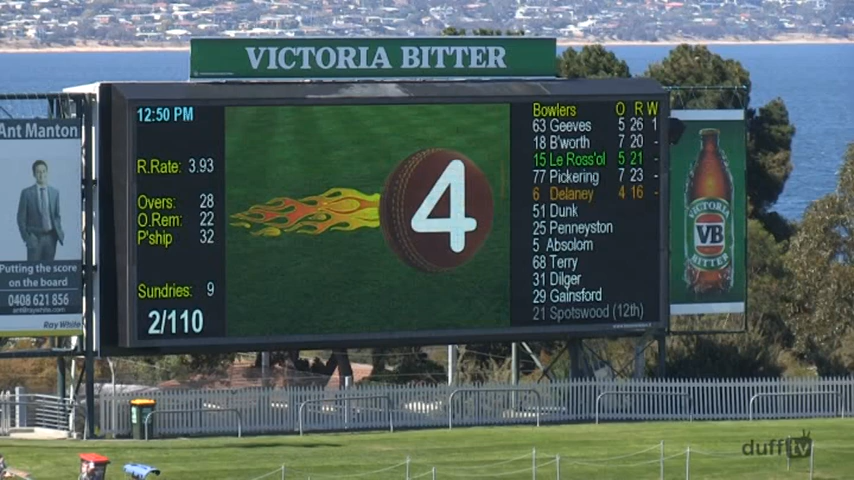 VICTORIA BITTER
Ant Manton
Putting the score
on the board
0408 621 856
antill.raywhite.com
Ray White
12:50 PM
R.Rate: 3.93
Overs: 28
O.Rem: 22
P'ship 32
Sundries: 9
2/110
4
Bowlers O R W
63 Geeves 5 26 1
18 B'worth 7 20 -
15 Le Ross'ol 5 21 -
77 Pickering 7 23 -
6 Delaney 4 16 -
51 Dunk
25 Penneyston
5 Absolom
68 Terry
31 Dilger
29 Gainsford
21 Spotswood (12th)
VICTORIA
VB
BITTER
duff tv